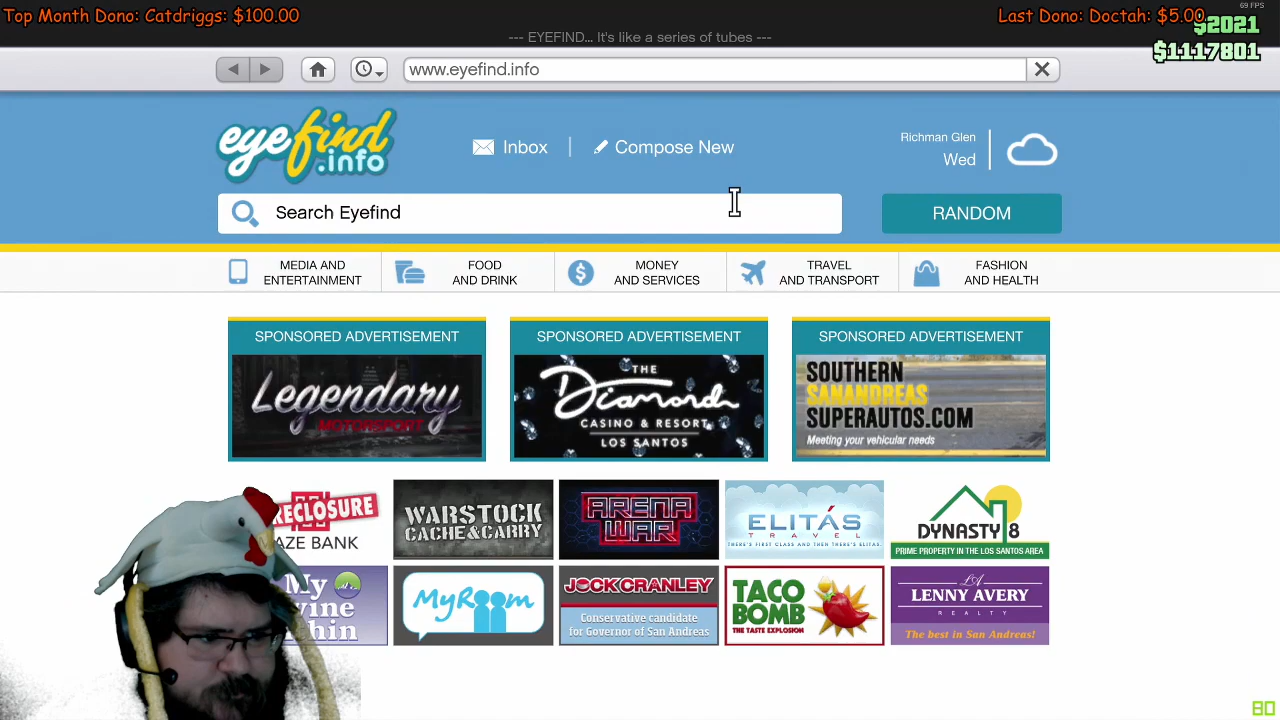 Top Month Dono: Catdriggs: $100.00
Last Dono: Doctah: $5.00
69 FPS
$2021
$1117801
--- EYEFIND... It's like a series of tubes ---
www.eyefind.info
eyefind.info
Inbox
Compose New
Richman Glen
Wed
Search Eyefind
RANDOM
MEDIA AND
ENTERTAINMENT
FOOD
AND DRINK
MONEY
AND SERVICES
TRAVEL
AND TRANSPORT
FASHION
AND HEALTH
SPONSORED ADVERTISEMENT
Legendary
MOTORSPORT
SPONSORED ADVERTISEMENT
THE
Diamond
CASINO & RESORT
LOS SANTOS
SPONSORED ADVERTISEMENT
SOUTHERN
SANANDREAS
SUPERAUTOS.COM
Meeting your vehicular needs
RECLOSURE
AZE BANK
WARSTOCK
CACHE & CARRY
ARENA
WAR
ELITÁS
TRAVEL
THERE'S FIRST CLASS AND THEN THERE'S ELITAS.
DYNASTY 8
PRIME PROPERTY IN THE LOS SANTOS AREA
My
vine
hin
MyRoom
JOCK CRANLEY
Conservative candidate
for Governor of San Andreas
TACO
BOMB
THE TASTE EXPLOSION
LA
LENNY AVERY
REALTY
The best in San Andreas!
80